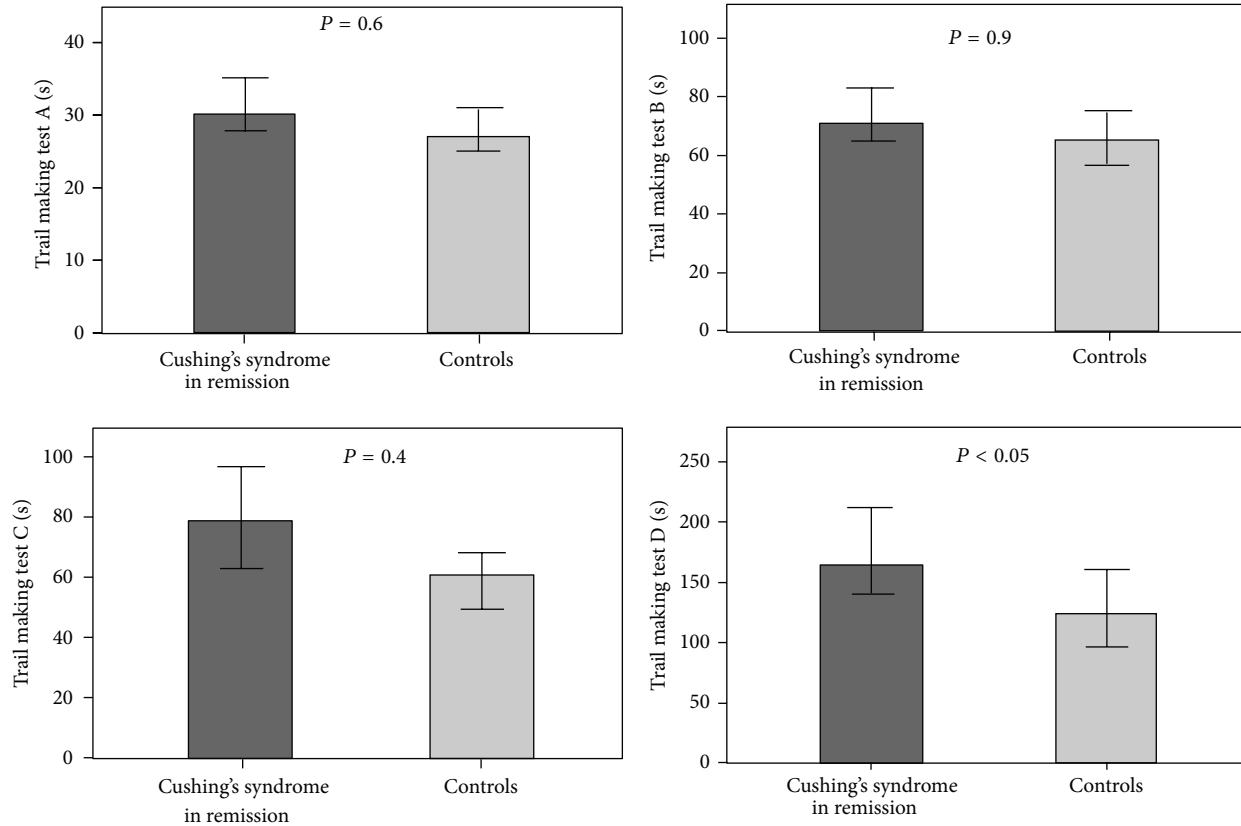 P = 0.6
Trail making test A (s)
40
30
20
10
0
Cushing's syndrome
in remission
Controls
P = 0.9
Trail making test B (s)
100
80
60
40
20
0
Cushing's syndrome
in remission
Controls
P = 0.4
Trail making test C (s)
100
80
60
40
20
0
Cushing's syndrome
in remission
Controls
P < 0.05
Trail making test D (s)
250
200
150
100
50
0
Cushing's syndrome
in remission
Controls